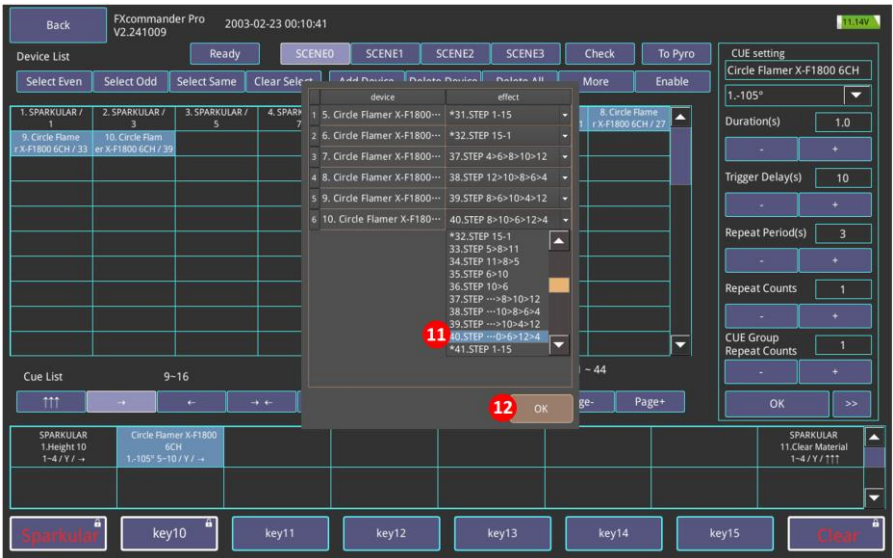 Back
FXcommander Pro
V2.241009
2003-02-23 00:10:41
11.14V
Device List
Ready
SCENE0
SCENE1
SCENE2
SCENE3
Check
To Pyro
Select Even
Select Odd
Select Same
Clear Select
Add Device
Delete Device
Delete All
More
Enable
1. SPARKULAR /
1
2. SPARKULAR /
3
3. SPARKULAR /
5
4. SPARK
7
8. Circle Flame
r X-F1800 6CH / 27
9. Circle Flame
r X-F1800 6CH / 33
10. Circle Flam
er X-F1800 6CH / 39
device
effect
1
5. Circle Flamer X-F1800···
*31.STEP 1-15
2
6. Circle Flamer X-F1800···
*32.STEP 15-1
3
7. Circle Flamer X-F1800···
37.STEP 4>6>8>10>12
4
8. Circle Flamer X-F1800···
38.STEP 12>10>8>6>4
5
9. Circle Flamer X-F1800···
39.STEP 8>6>10>4>12
6
10. Circle Flamer X-F180···
40.STEP 8>10>6>12>4
*32.STEP 15-1
33.STEP 5>8>11
34.STEP 11>8>5
35.STEP 6>10
36.STEP 10>6
37.STEP ···>8>10>12
38.STEP ···10>8>6>4
39.STEP ···>10>4>12
11
40.STEP ···0>6>12>4
*41.STEP 1-15
12
OK
CUE setting
Circle Flamer X-F1800 6CH
1.-105°
Duration(s)
1.0
-
+
Trigger Delay(s)
10
-
+
Repeat Period(s)
3
-
+
Repeat Counts
1
-
+
CUE Group
Repeat Counts
1
-
+
OK
>>
Cue List
9~16
~ 44
↑↑↑
→
←
→ ←
ge-
Page+
SPARKULAR
1.Height 10
1~4 / Y / →
Circle Flamer X-F1800
6CH
1.-105° 5~10 / Y / →
SPARKULAR
11.Clear Material
1~4 / Y / ↑↑↑
Sparkular
key10
key11
key12
key13
key14
key15
Clear